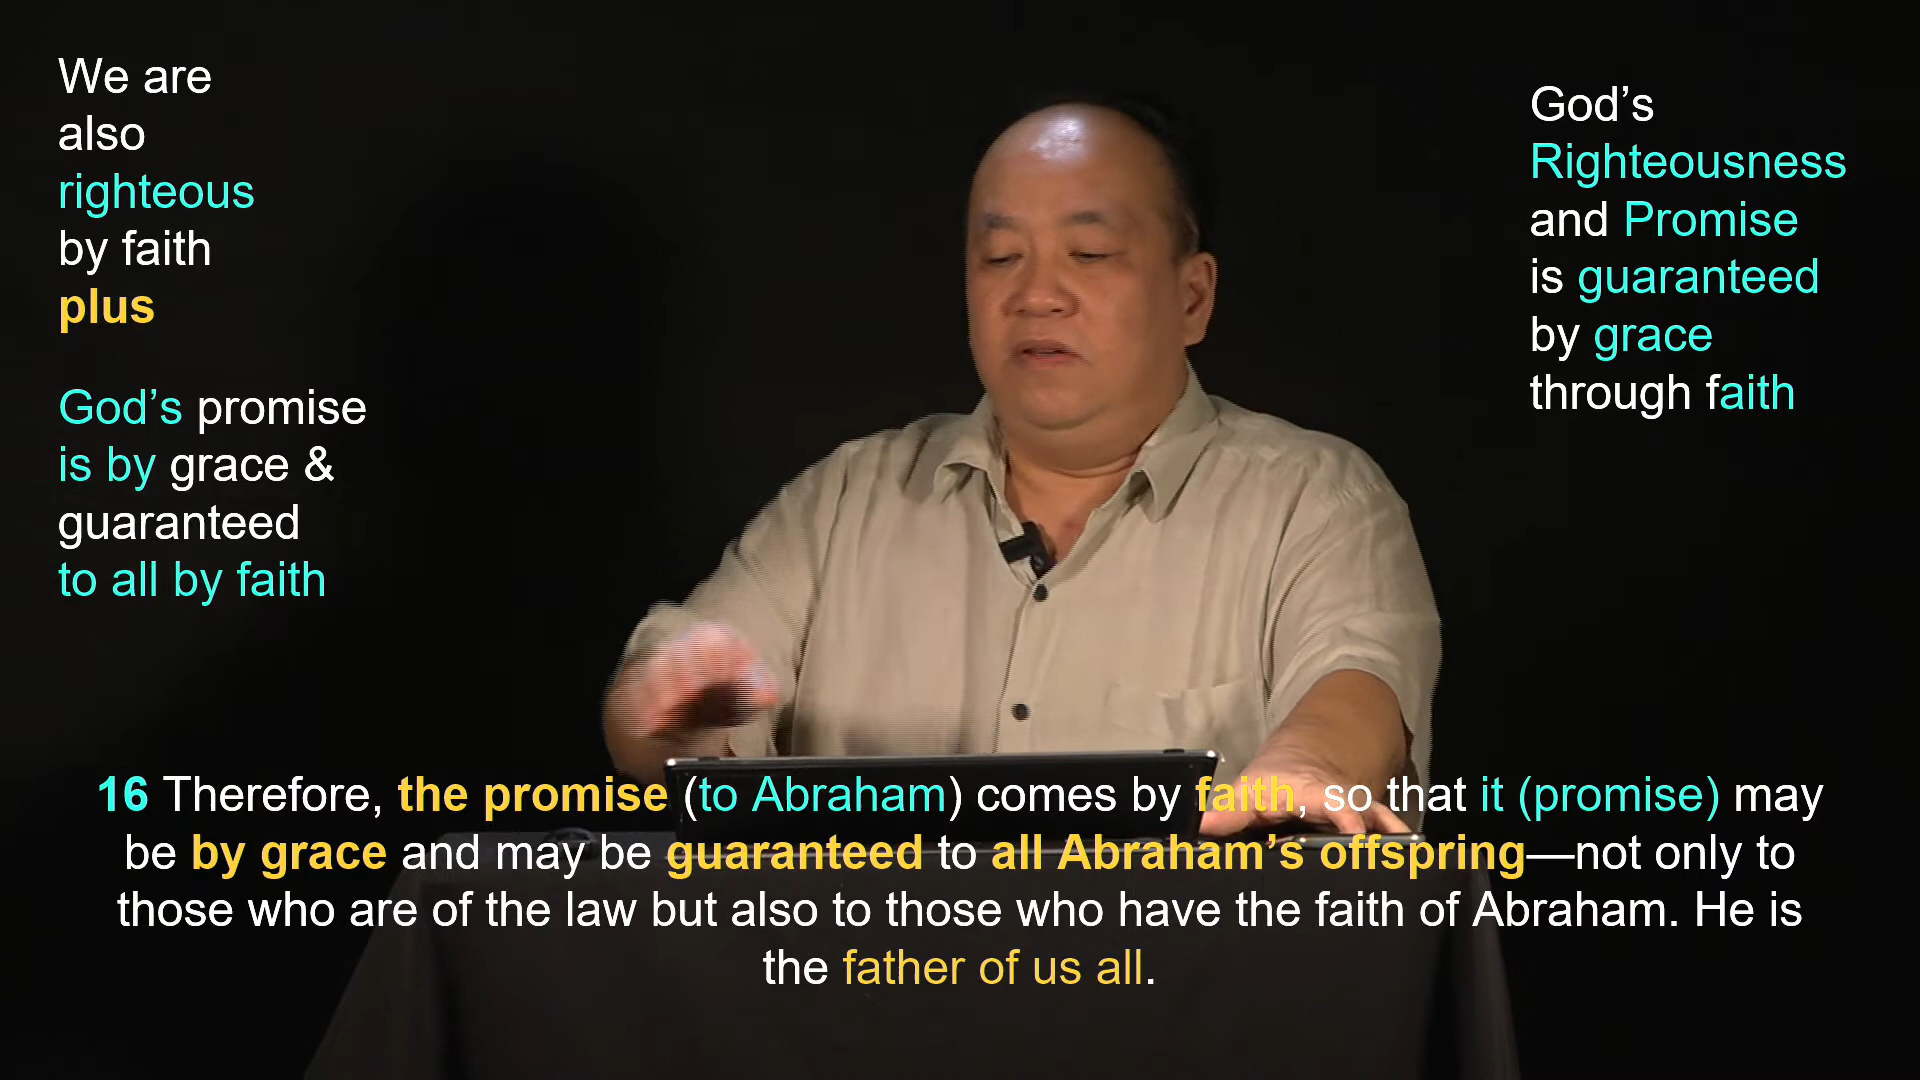 We are
also
righteous
by faith
plus
God’s promise
is by grace &
guaranteed
to all by faith
God’s
Righteousness
and Promise
is guaranteed
by grace
through faith
16 Therefore, the promise (to Abraham) comes by faith, so that it (promise) may
be by grace and may be guaranteed to all Abraham’s offspring—not only to
those who are of the law but also to those who have the faith of Abraham. He is
the father of us all.